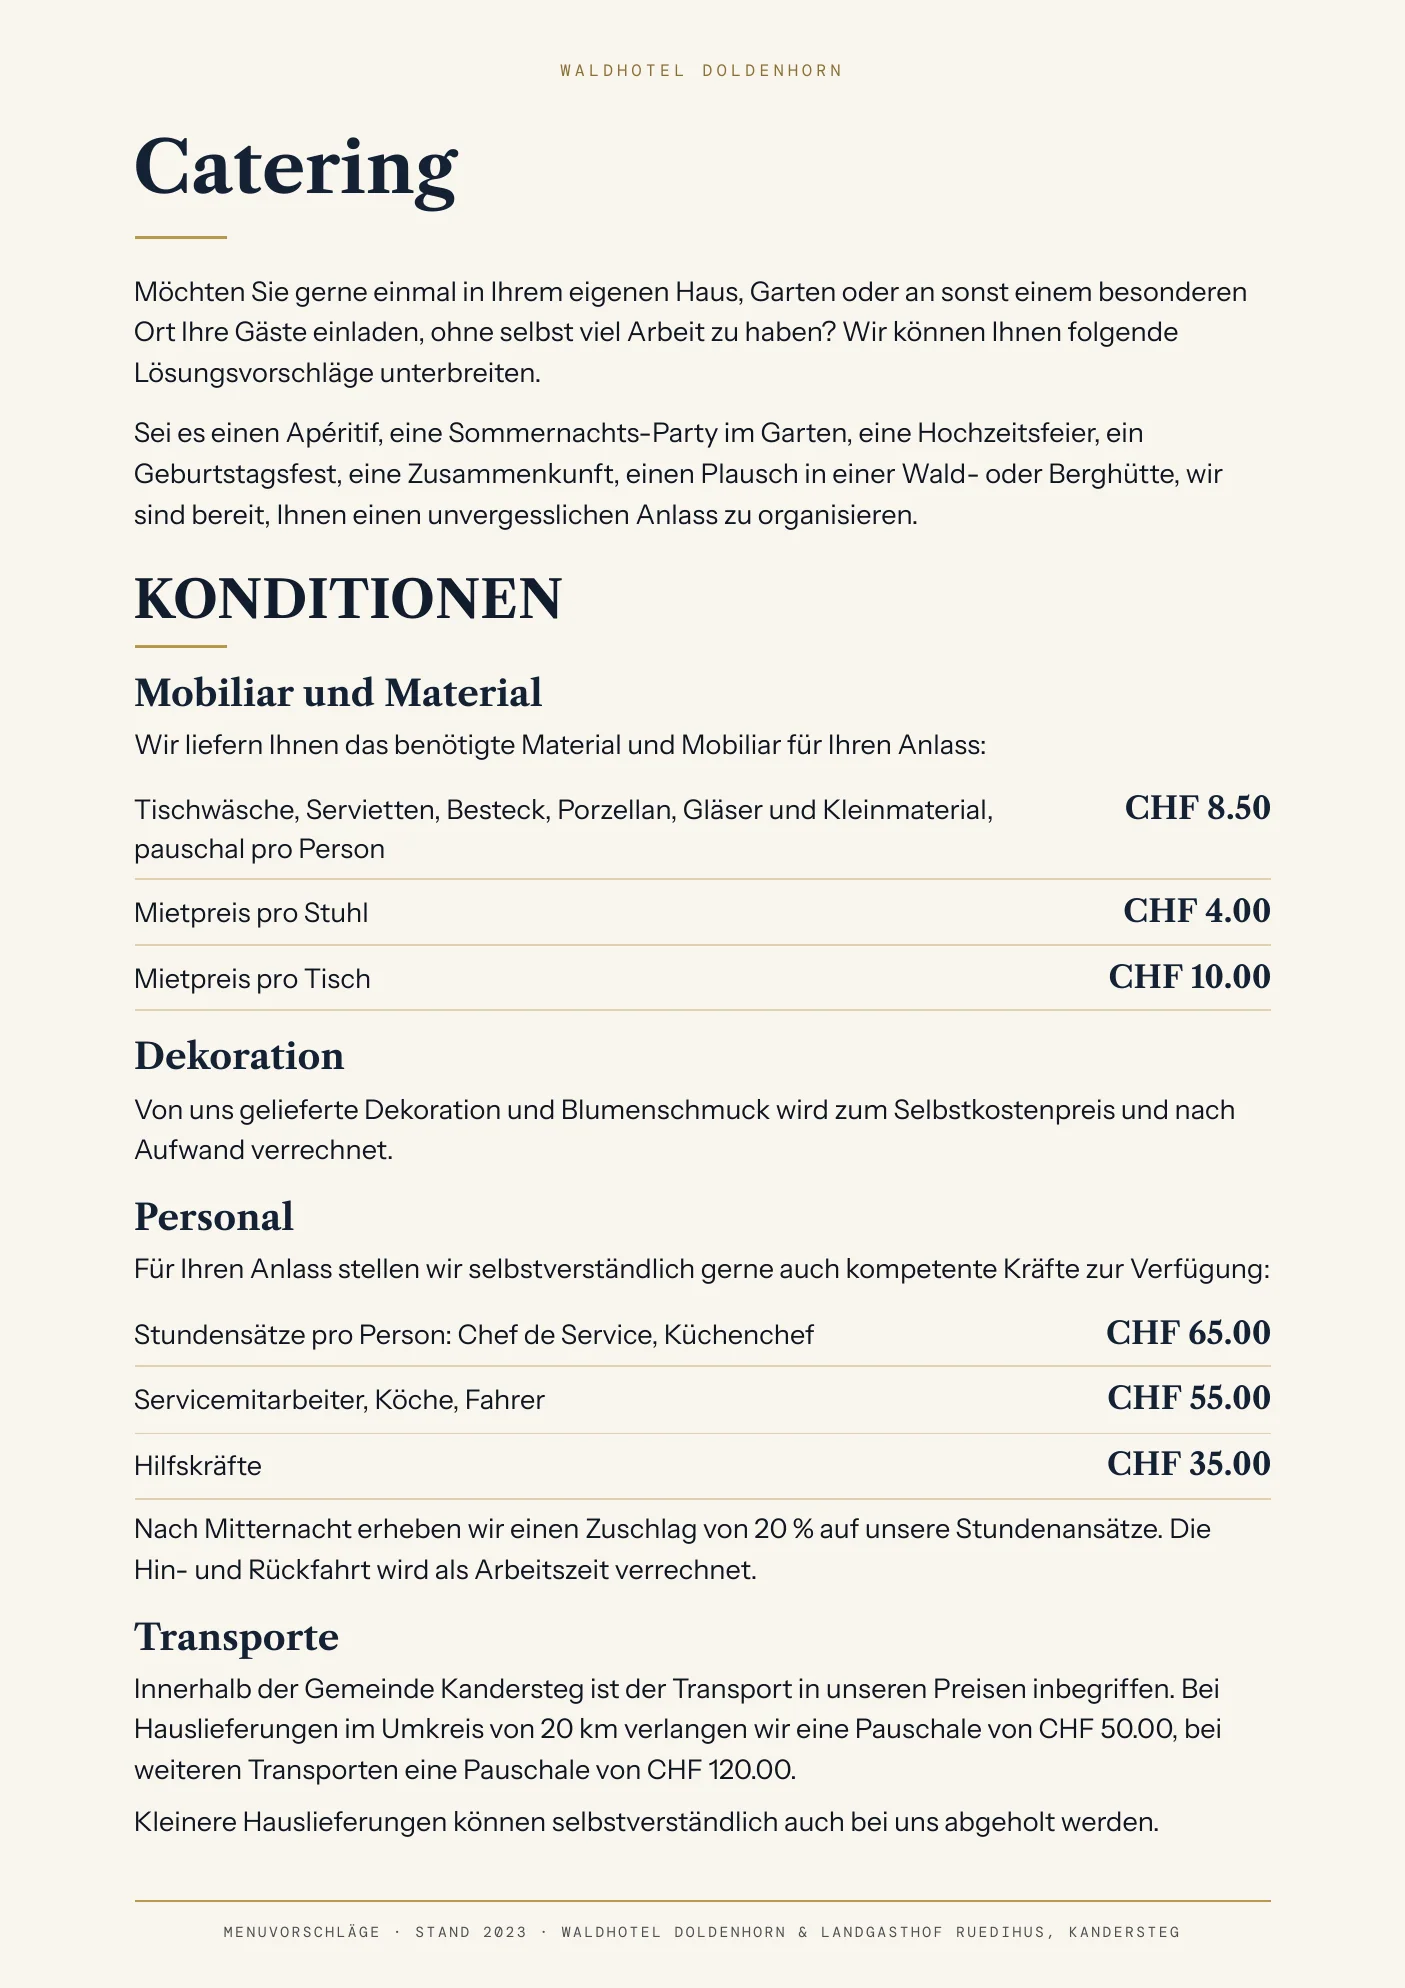 WALDHOTEL DOLDENHORN
Catering
Möchten Sie gerne einmal in Ihrem eigenen Haus, Garten oder an sonst einem besonderen
Ort Ihre Gäste einladen, ohne selbst viel Arbeit zu haben? Wir können Ihnen folgende
Lösungsvorschläge unterbreiten.
Sei es einen Apéritif, eine Sommernachts-Party im Garten, eine Hochzeitsfeier, ein
Geburtstagsfest, eine Zusammenkunft, einen Plausch in einer Wald- oder Berghütte, wir
sind bereit, Ihnen einen unvergesslichen Anlass zu organisieren.
KONDITIONEN
Mobiliar und Material
Wir liefern Ihnen das benötigte Material und Mobiliar für Ihren Anlass:
Tischwäsche, Servietten, Besteck, Porzellan, Gläser und Kleinmaterial, CHF 8.50
pauschal pro Person
Mietpreis pro Stuhl CHF 4.00
Mietpreis pro Tisch CHF 10.00
Dekoration
Von uns gelieferte Dekoration und Blumenschmuck wird zum Selbstkostenpreis und nach
Aufwand verrechnet.
Personal
Für Ihren Anlass stellen wir selbstverständlich gerne auch kompetente Kräfte zur Verfügung:
Stundensätze pro Person: Chef de Service, Küchenchef CHF 65.00
Servicemitarbeiter, Köche, Fahrer CHF 55.00
Hilfskräfte CHF 35.00
Nach Mitternacht erheben wir einen Zuschlag von 20 % auf unsere Stundenansätze. Die
Hin- und Rückfahrt wird als Arbeitszeit verrechnet.
Transporte
Innerhalb der Gemeinde Kandersteg ist der Transport in unseren Preisen inbegriffen. Bei
Hauslieferungen im Umkreis von 20 km verlangen wir eine Pauschale von CHF 50.00, bei
weiteren Transporten eine Pauschale von CHF 120.00.
Kleinere Hauslieferungen können selbstverständlich auch bei uns abgeholt werden.
MENUVORSCHLÄGE · STAND 2023 · WALDHOTEL DOLDENHORN & LANDGASTHOF RUEDIHUS, KANDERSTEG